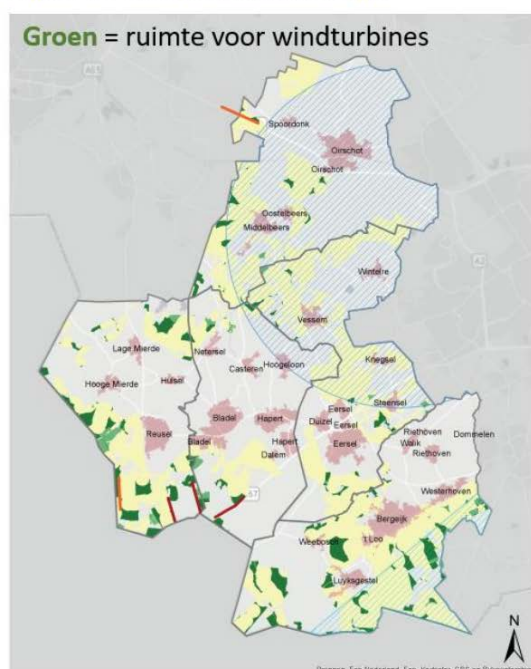 Groen = ruimte voor windturbines
Spoordonk
Oirschot
Oirschot
Oostelbeers
Middelbeers
Wintelre
Vessem
Lage Mierde
Netersel
Casteren
Hoogeloon
Knegsel
Hooge Mierde
Hulsel
Steensel
Bladel
Hapert
Eersel
Duizel
Eersel
Riethoven
Dommelen
Reusel
Bladel
Hapert
Eersel
Walik
Riethoven
Dalem
Westerhoven
Bergeijk
Weebosch
't Loo
Luyksgestel
N